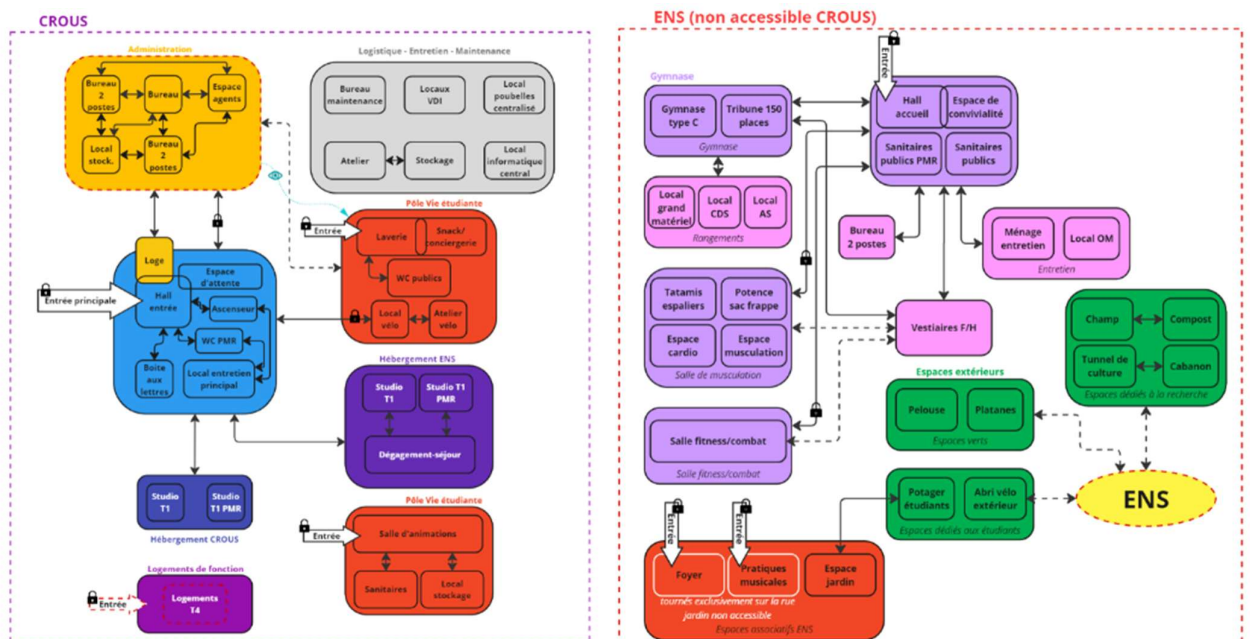 CROUS
Administration
Bureau
2
postes
Bureau
Espace
agents
Local
stock.
Bureau
2
postes
Logistique - Entretien - Maintenance
Bureau
maintenance
Locaux
VDI
Local
poubelles
centralisé
Atelier
Stockage
Local
informatique
central
Pôle Vie étudiante
Entrée
Laverie
Snack/
conciergerie
WC publics
Local
vélo
Atelier
vélo
Loge
Espace
d'attente
Entrée principale
Hall
entrée
Ascenseur
WC PMR
Boite
aux
lettres
Local entretien
principal
Hébergement ENS
Studio
T1
Studio T1
PMR
Dégagement-séjour
Studio
T1
Studio
T1 PMR
Hébergement CROUS
Pôle Vie étudiante
Entrée
Salle d'animations
Sanitaires
Local
stockage
Logements de fonction
Entrée
Logements
T4
ENS (non accessible CROUS)
Entrée
Gymnase
Gymnase
type C
Tribune 150
places
Gymnase
Hall
accueil
Espace de
convivialité
Sanitaires
publics PMR
Sanitaires
publics
Local
grand
matériel
Local
CDS
Local
AS
Rangements
Bureau
2 postes
Ménage
entretien
Local OM
Entretien
Tatamis
espaliers
Potence
sac frappe
Espace
cardio
Espace
musculation
Salle de musculation
Vestiaires F/H
Champ
Compost
Tunnel de
culture
Cabanon
Espaces dédiés à la recherche
Espaces extérieurs
Pelouse
Platanes
Espaces verts
Salle fitness/combat
Salle fitness/combat
Potager
étudiants
Abri vélo
extérieur
Espaces dédiés aux étudiants
ENS
Entrée
Entrée
Foyer
Pratiques
musicales
Espace
jardin
tournés exclusivement sur la rue
jardin non accessible
Espaces associatifs ENS